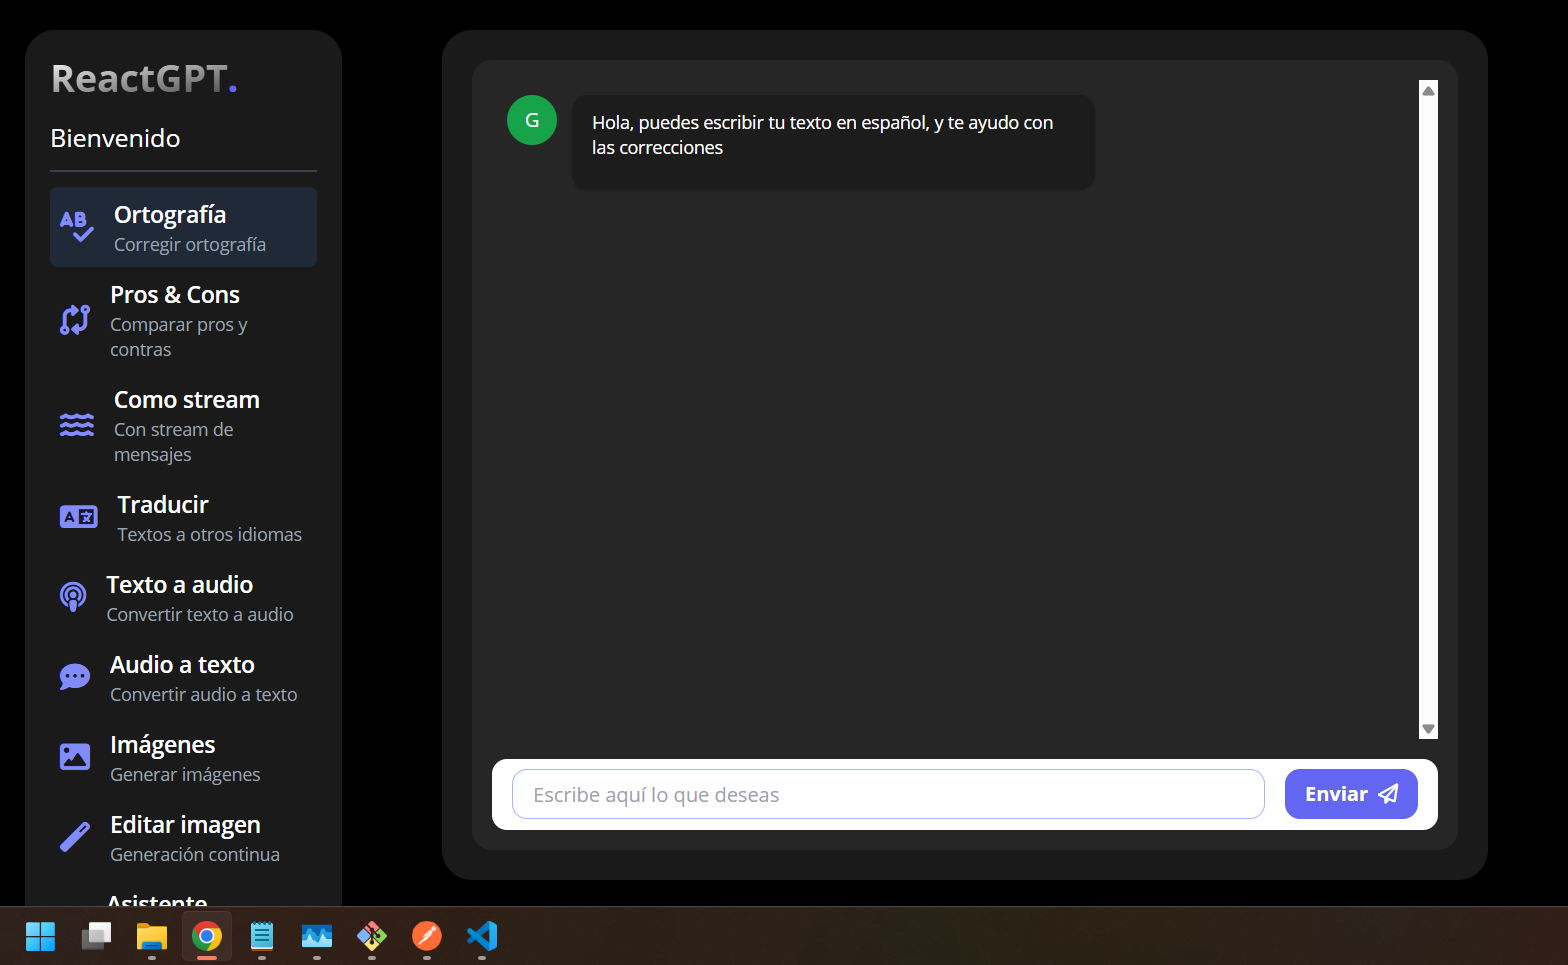 ReactGPT.
Bienvenido
Ortografía
Corregir ortografía
Pros & Cons
Comparar pros y
contras
Como stream
Con stream de
mensajes
Traducir
Textos a otros idiomas
Texto a audio
Convertir texto a audio
Audio a texto
Convertir audio a texto
Imágenes
Generar imágenes
Editar imagen
Generación continua
Asistente
G
Hola, puedes escribir tu texto en español, y te ayudo con
las correcciones
Escribe aquí lo que deseas
Enviar